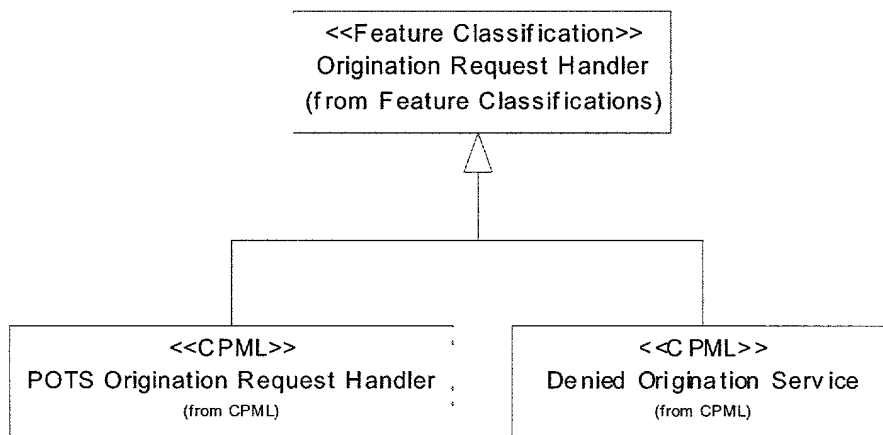 <<Feature Classification>>
Origination Request Handler
(from Feature Classifications)
<<CPML>>
POTS Origination Request Handler
(from CPML)
<<CPML>>
Denied Origination Service
(from CPML)